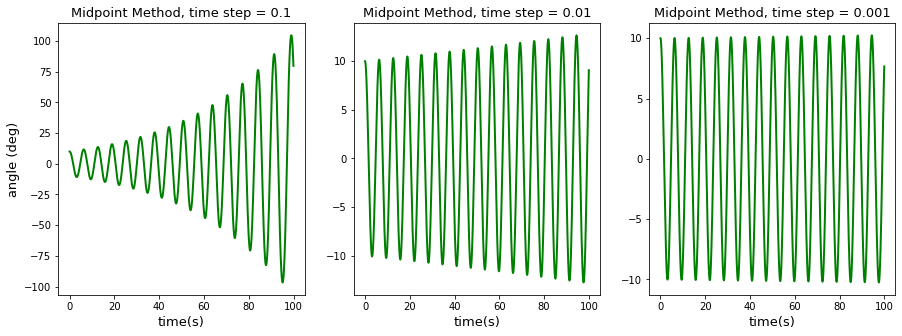 Midpoint Method, time step = 0.1
100
75
50
25
0
−25
−50
−75
−100
angle (deg)
0 20 40 60 80 100
time(s)
Midpoint Method, time step = 0.01
10
5
0
−5
−10
0 20 40 60 80 100
time(s)
Midpoint Method, time step = 0.001
10
5
0
−5
−10
0 20 40 60 80 100
time(s)